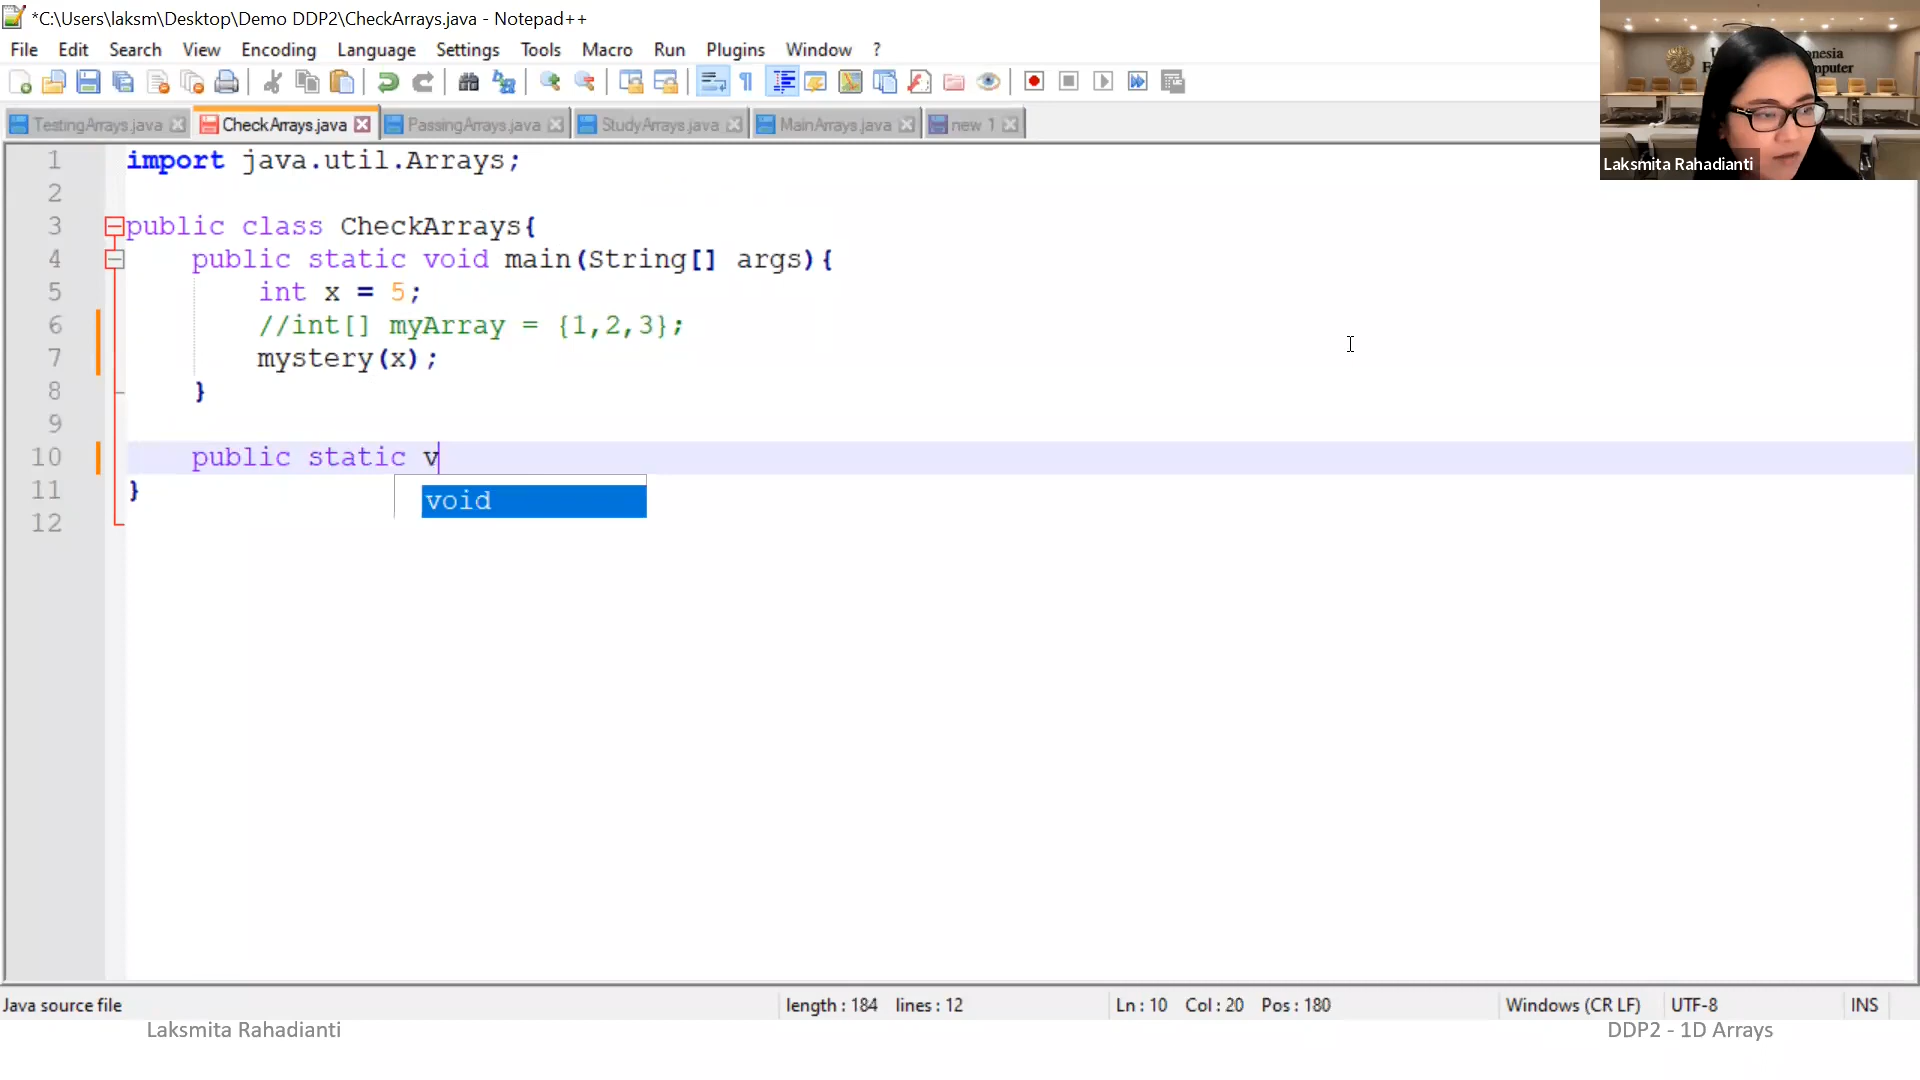 *C:\Users\laksm\Desktop\Demo DDP2\CheckArrays.java - Notepad++
File Edit Search View Encoding Language Settings Tools Macro Run Plugins Window ?
TestingArrays.java CheckArrays.java PassingArrays.java StudyArrays.java MainArrays.java new 1
1 import java.util.Arrays;
2
3 public class CheckArrays{
4 public static void main(String[] args){
5 int x = 5;
6 //int[] myArray = {1,2,3};
7 mystery(x);
8 }
9
10 public static v
void
11 }
12
Laksmita Rahadianti
Java source file length : 184 lines : 12 Ln : 10 Col : 20 Pos : 180 Windows (CR LF) UTF-8 INS
Laksmita Rahadianti DDP2 - 1D Arrays